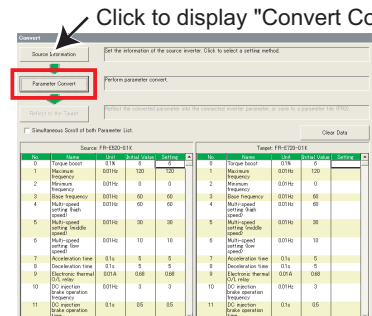 Click to display "Convert Co
Convert
Source Information
Set the information of the source inverter. Click to select a setting method.
Parameter Convert
Perform parameter convert.
Reflect to the Target
Reflect the converted parameter into the connected inverter parameter, or save to a parameter file (FRG).
Simultaneous Scroll of both Parameter List.
Clear Data
Source: FR-E520-01K
Target: FR-E720-01K
No. Name Unit Initial Value Setting No. Name Unit Initial Value Setting
0 Torque boost 0.1% 6 6 0 Torque boost 0.1% 6
1 Maximum frequency 0.01Hz 120 120 1 Maximum frequency 0.01Hz 120
2 Minimum frequency 0.01Hz 0 0 2 Minimum frequency 0.01Hz 0
3 Base frequency 0.01Hz 60 60 3 Base frequency 0.01Hz 60
4 Multi-speed setting (high speed) 0.01Hz 60 60 4 Multi-speed setting (high speed) 0.01Hz 60
5 Multi-speed setting (middle speed) 0.01Hz 30 30 5 Multi-speed setting (middle speed) 0.01Hz 30
6 Multi-speed setting (low speed) 0.01Hz 10 10 6 Multi-speed setting (low speed) 0.01Hz 10
7 Acceleration time 0.1s 5 5 7 Acceleration time 0.1s 5
8 Deceleration time 0.1s 5 5 8 Deceleration time 0.1s 5
9 Electronic thermal O/L relay 0.01A 0.68 0.68 9 Electronic thermal O/L relay 0.01A 0.68
10 DC injection brake operation frequency 0.01Hz 3 3 10 DC injection brake operation frequency 0.01Hz 3
11 DC injection brake operation 0.1s 0.5 0.5 11 DC injection brake operation 0.1s 0.5